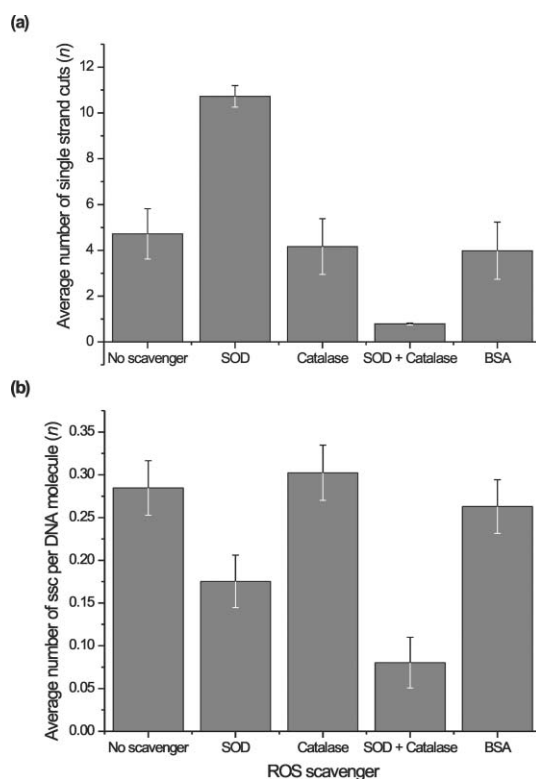 (a)
Average number of single strand cuts (n)
12
10
8
6
4
2
0
No scavenger SOD Catalase SOD + Catalase BSA
(b)
Average number of ssc per DNA molecule (n)
0.30
0.25
0.20
0.15
0.10
0.05
0.00
No scavenger SOD Catalase SOD + Catalase BSA
ROS scavenger